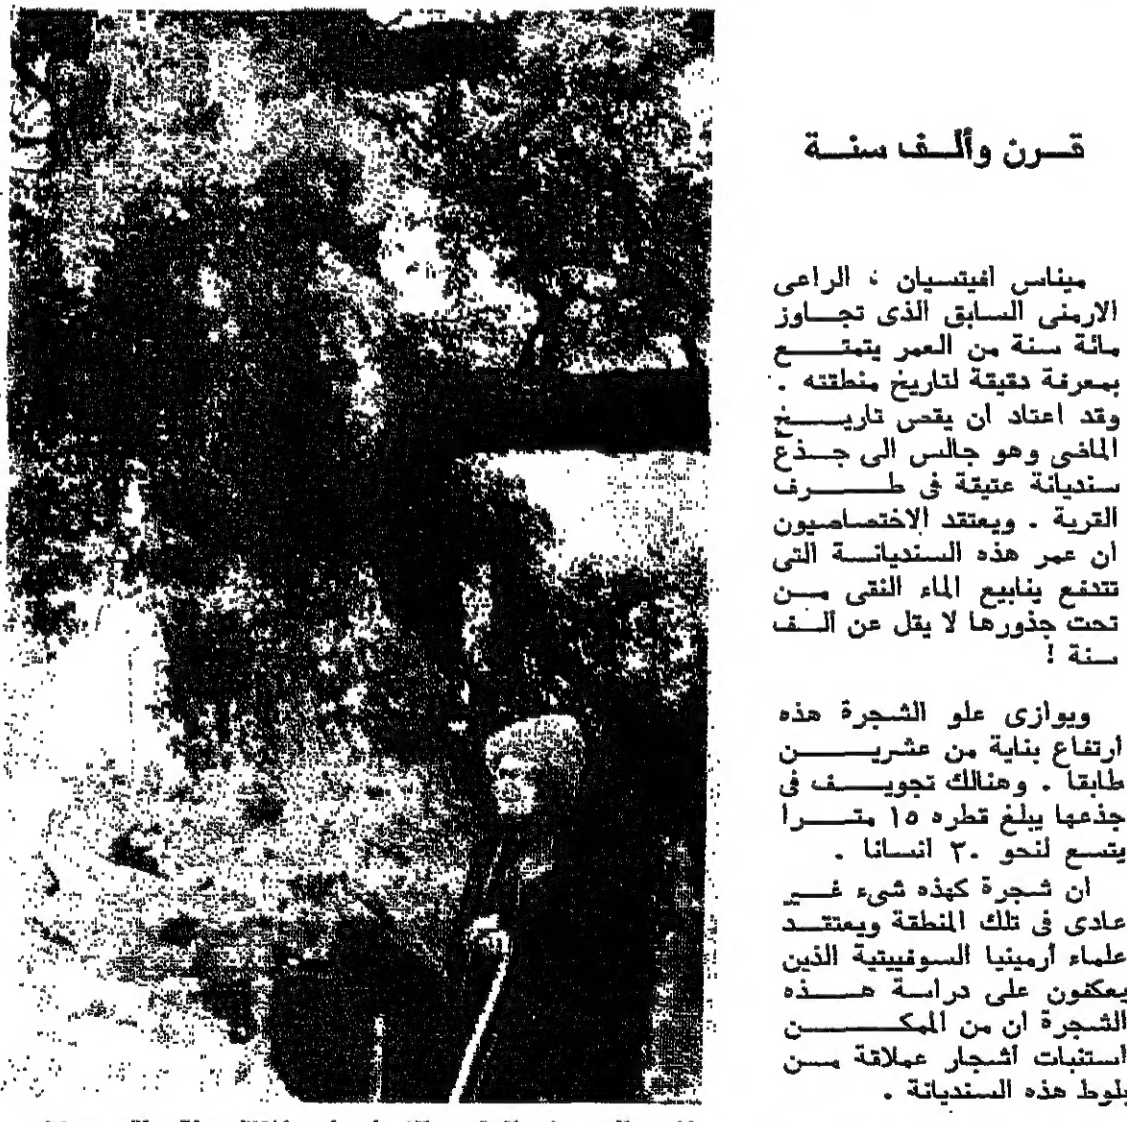 قرن وألف سنة
ميناس افيتسيان ، الراعى
الارمنى السابق الذى تجاوز
مائة سنة من العمر يتمتع
بمعرفة دقيقة لتاريخ منطقته .
وقد اعتاد ان يقص تاريخ
الماضى وهو جالس الى جذع
سنديانة عتيقة فى طرف
القرية . ويعتقد الاختصاصيون
ان عمر هذه السنديانة التى
تتدفع ينابيع الماء النقى من
تحت جذورها لا يقل عن الف
سنة !
ويوازى علو الشجرة هذه
ارتفاع بناية من عشرين
طابقا . وهنالك تجويف فى
جذعها يبلغ قطره ١٥ مترا
يتسع لنحو ٣٠ انسانا .
ان شجرة كهذه شىء غير
عادى فى تلك المنطقة ويعتقد
علماء أرمينيا السوفييتية الذين
يعكفون على دراسة هذه
الشجرة ان من الممكن
استنبات أشجار عملاقة من
بلوط هذه السنديانة .